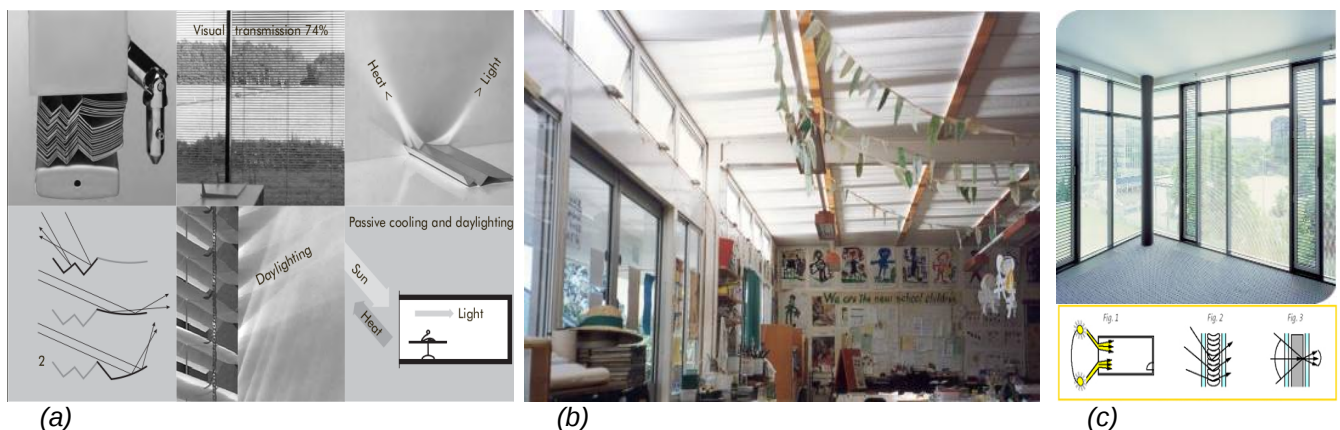 Visual transmission 74%
Heat <
> Light
2
Daylighting
Passive cooling and daylighting
Sun
Heat
Light
We are the new school children
Fig. 1
Fig. 2
Fig. 3
(a)
(b)
(c)